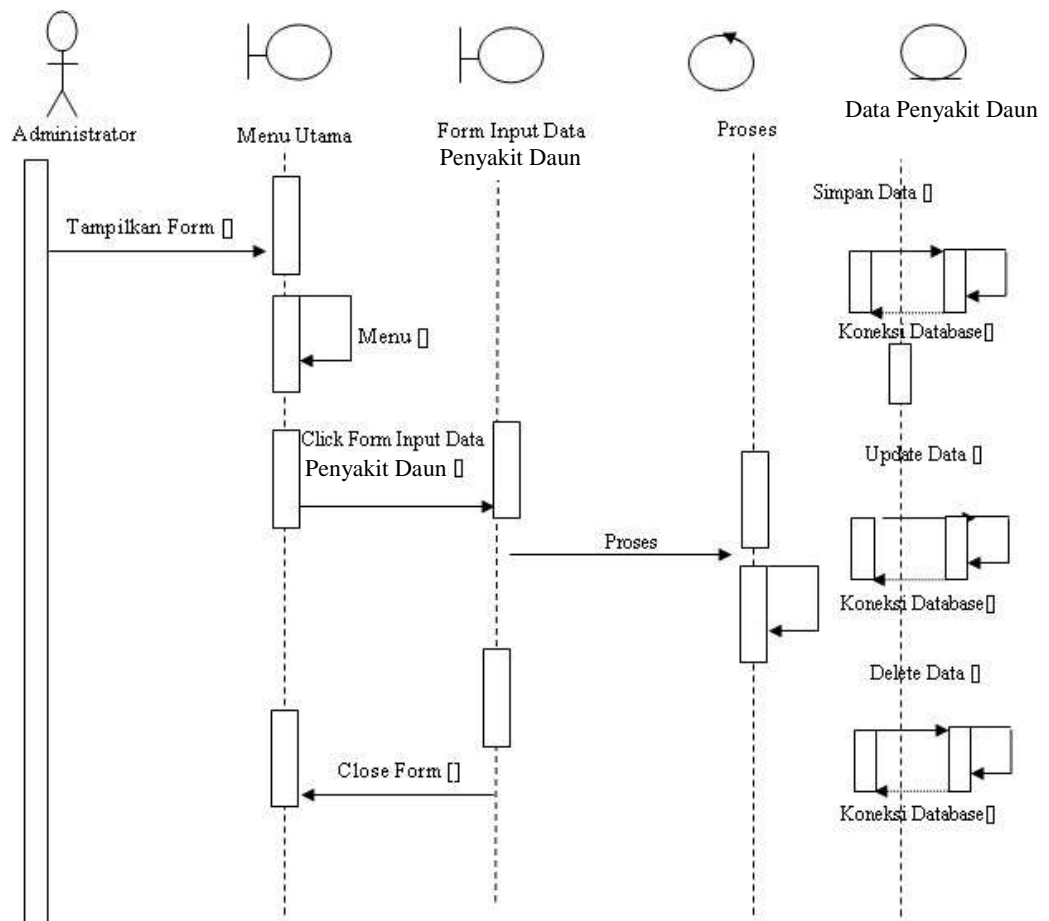 Administrator
Menu Utama
Form Input Data
Penyakit Daun
Proses
Data Penyakit Daun
Simpan Data []
Tampilkan Form []
Koneksi Database[]
Menu []
Click Form Input Data
Penyakit Daun []
Update Data []
Proses
Koneksi Database[]
Delete Data []
Close Form []
Koneksi Database[]